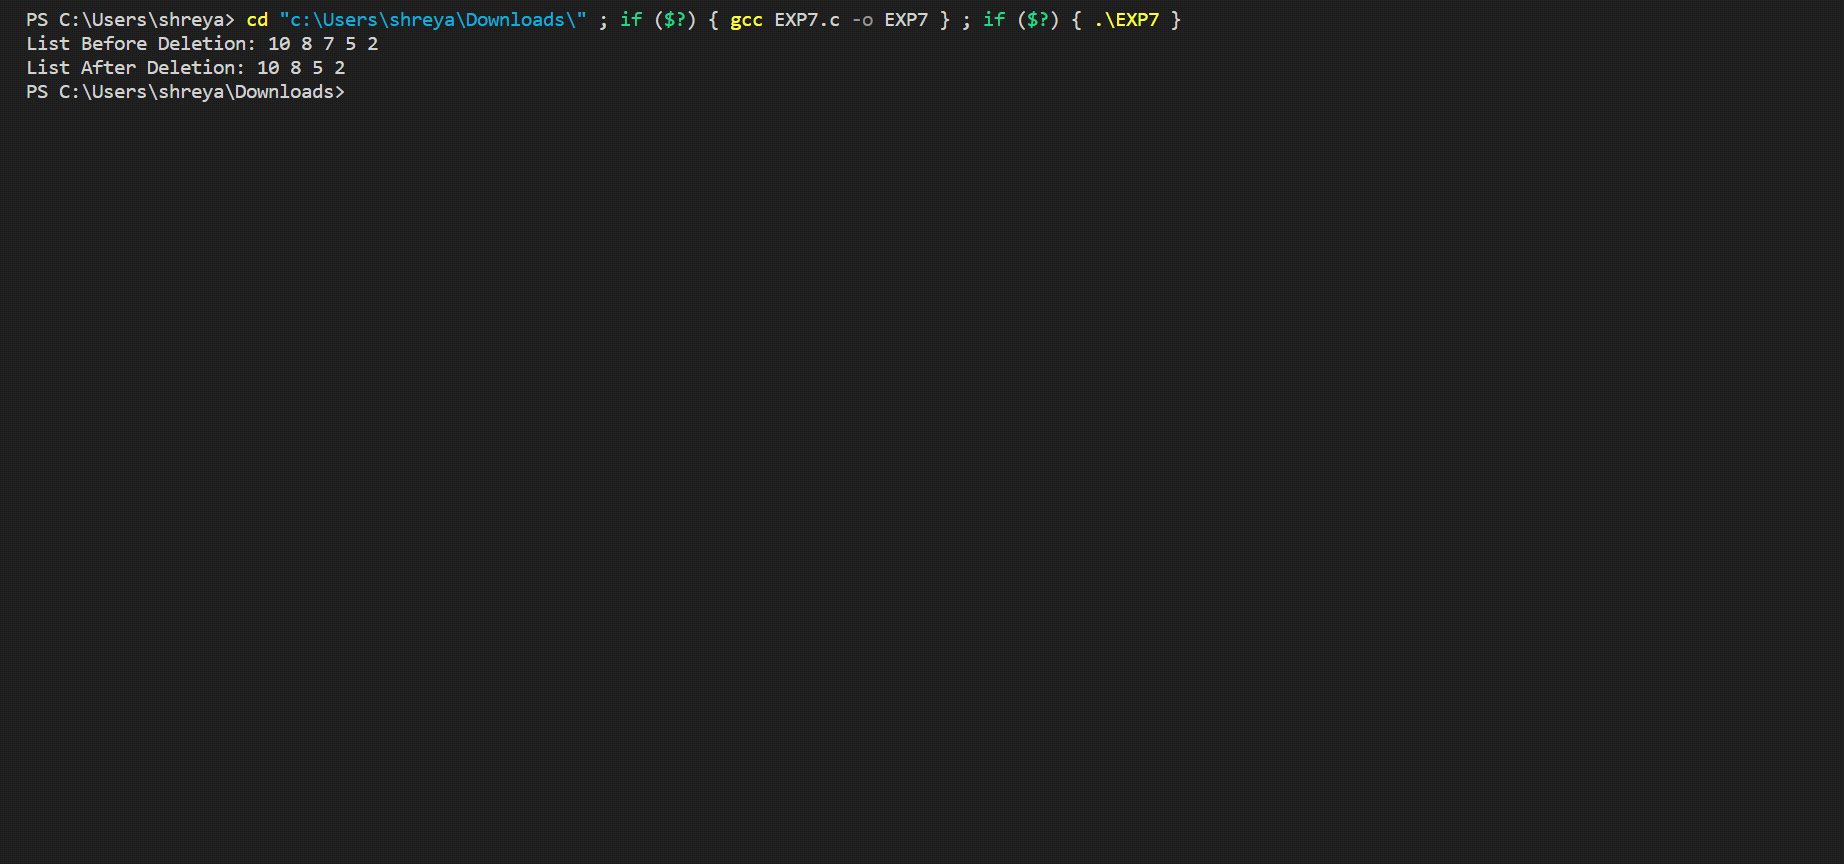 PS C:\Users\shreya> cd "c:\Users\shreya\Downloads\" ; if ($?) { gcc EXP7.c -o EXP7 } ; if ($?) { .\EXP7 }
List Before Deletion: 10 8 7 5 2
List After Deletion: 10 8 5 2
PS C:\Users\shreya\Downloads>